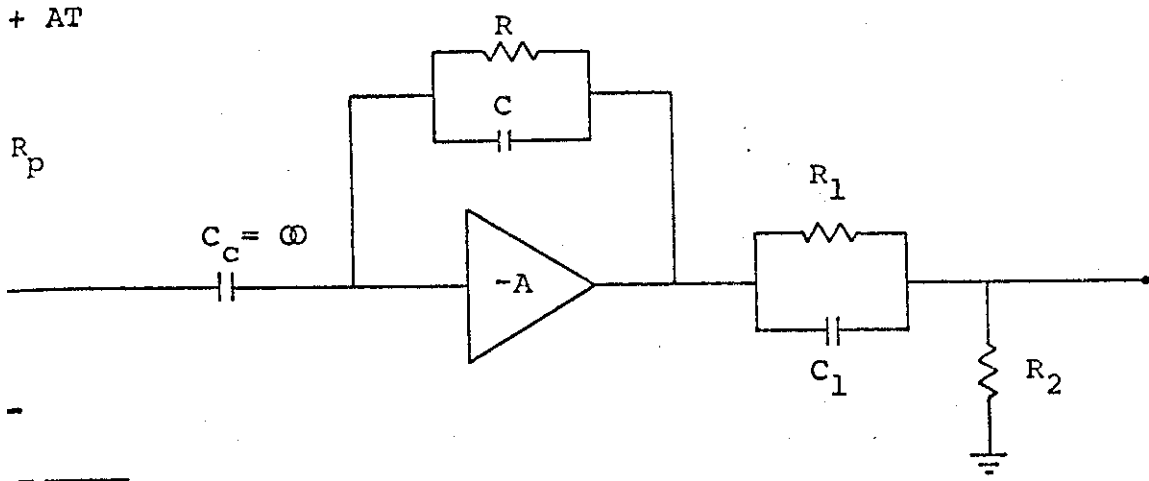 + AT
R
C
R_p
R_1
C_c = ∞
-A
C_1
R_2
-